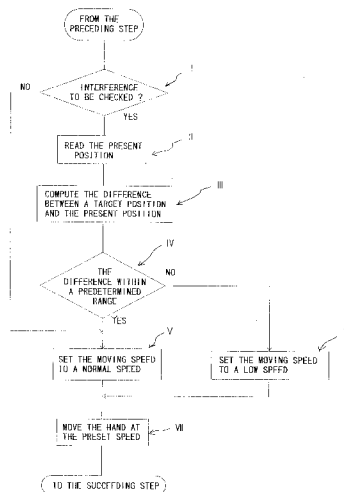 FROM THE
PRECEDING STEP
I
NO
INTERFERENCE
TO BE CHECKED ?
YES
II
READ THE PRESENT
POSITION
III
COMPUTE THE DIFFERENCE
BETWEEN A TARGET POSITION
AND THE PRESENT POSITION
IV
THE
DIFFERENCE WITHIN
A PREDETERMINED
RANGE
NO
YES
V
SET THE MOVING SPEED
TO A NORMAL SPEED
SET THE MOVING SPEED
TO A LOW SPEED
MOVE THE HAND AT
THE PRESET SPEED
VII
TO THE SUCCEEDING STEP